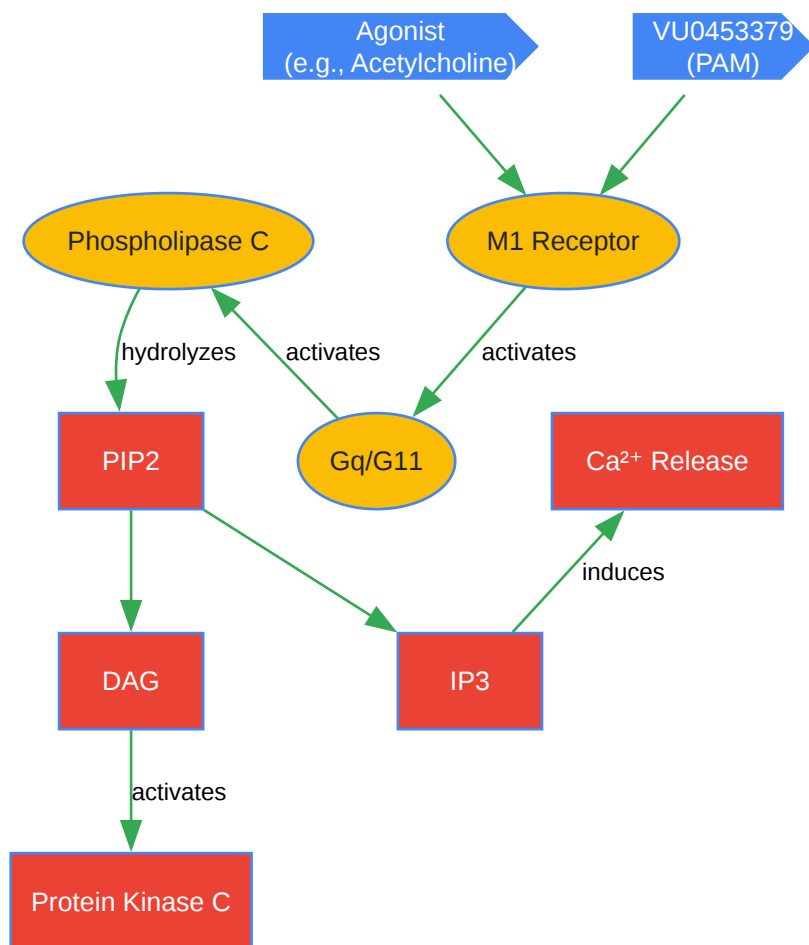 Agonist
(e.g., Acetylcholine)
VU0453379
(PAM)
Phospholipase C
M1 Receptor
hydrolyzes
activates
activates
PIP2
Gq/G11
Ca²⁺ Release
induces
DAG
IP3
activates
Protein Kinase C